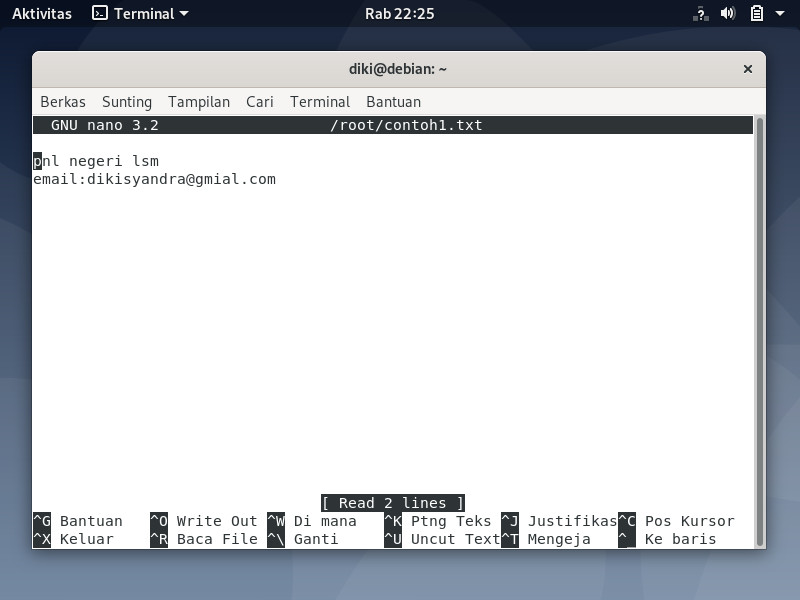 Aktivitas Terminal Rab 22:25 ?
diki@debian: ~ ×
Berkas Sunting Tampilan Cari Terminal Bantuan
GNU nano 3.2 /root/contoh1.txt
pnl negeri lsm
email:dikisyandra@gmial.com
[ Read 2 lines ]
^G Bantuan ^O Write Out ^W Di mana ^K Ptng Teks ^J Justifikas ^C Pos Kursor
^X Keluar ^R Baca File ^\ Ganti ^U Uncut Text ^T Mengeja ^_ Ke baris